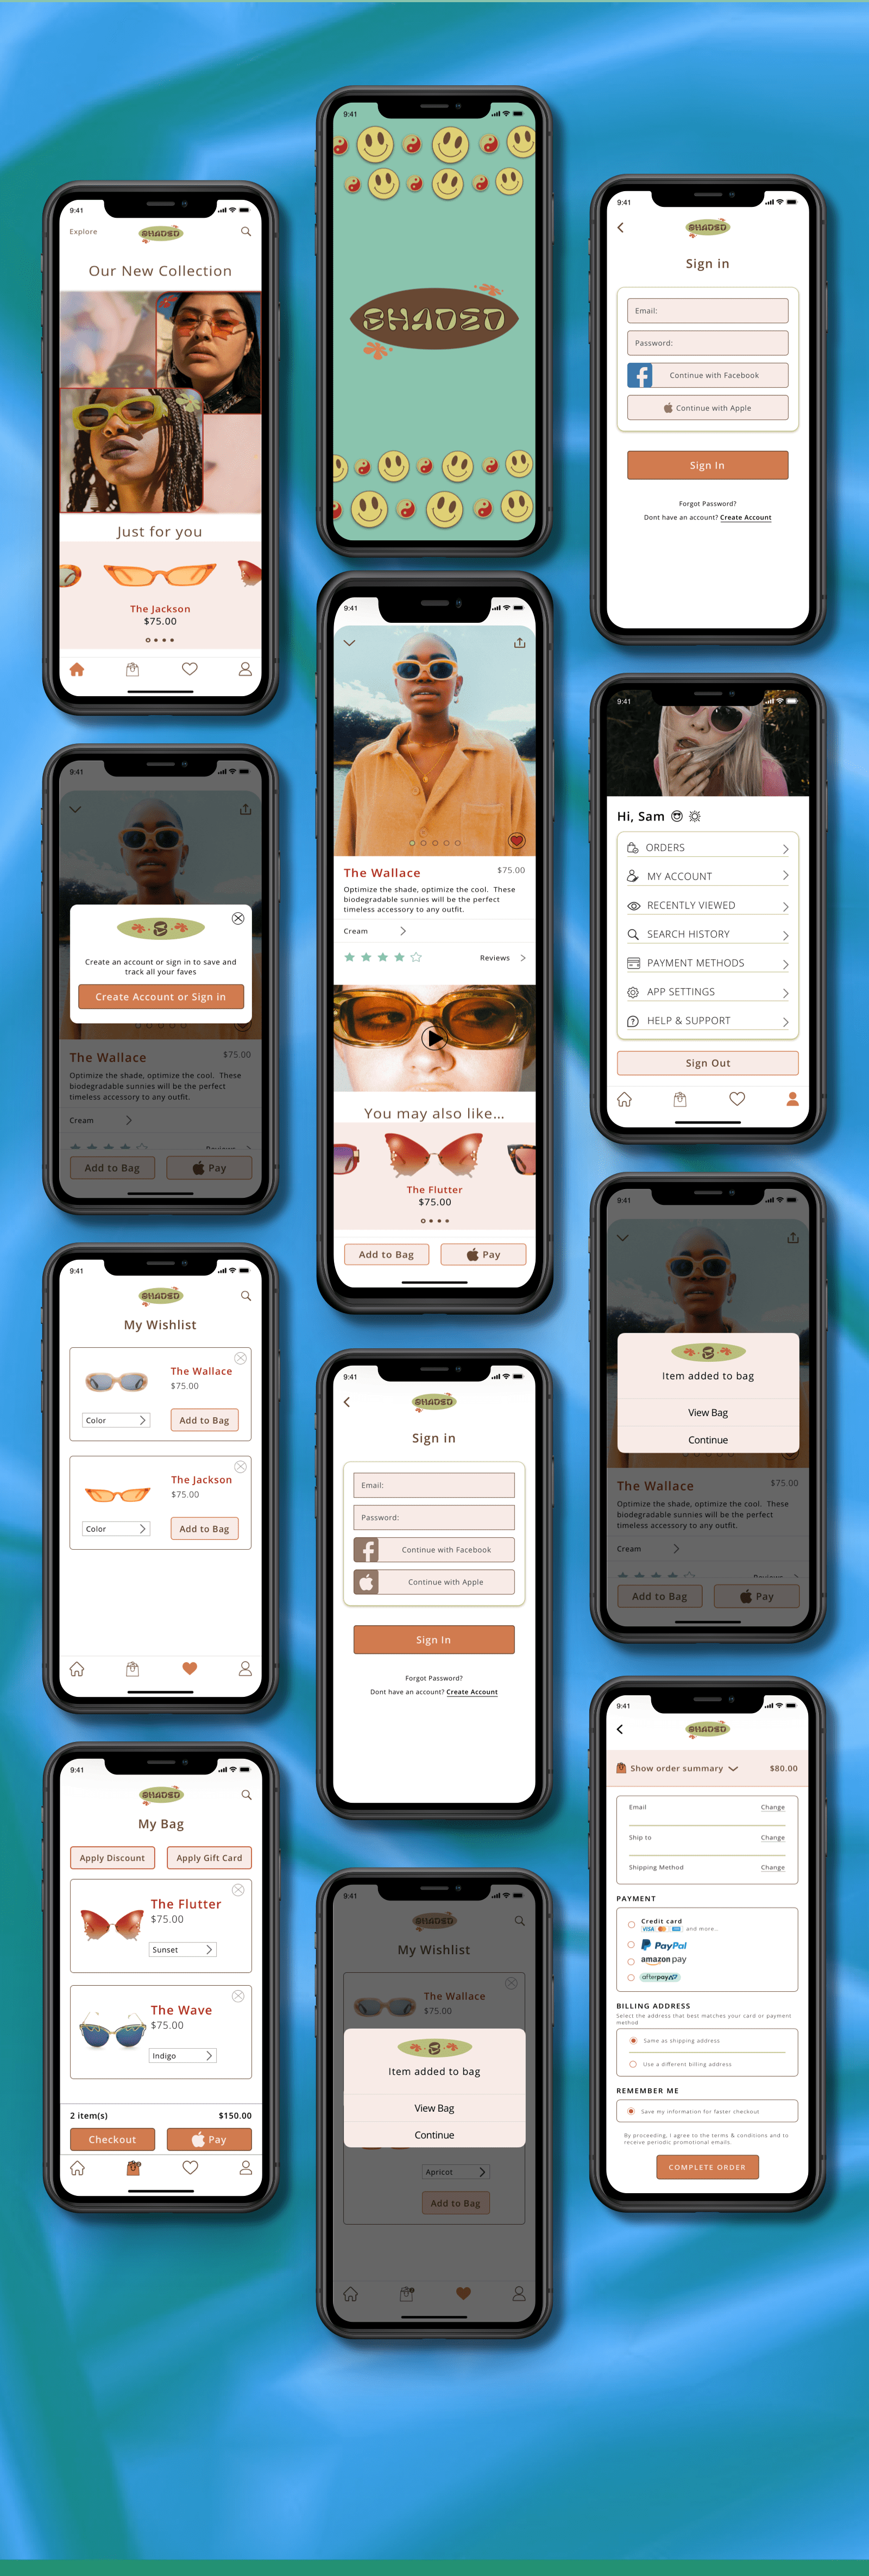 9:41
Explore
SHADED
Our New Collection
Just for you
The Jackson
$75.00
9:41
The Wallace
$75.00
Optimize the shade, optimize the cool. These
biodegradable sunnies will be the perfect
timeless accessory to any outfit.
Cream
Create an account or sign in to save and
track all your faves
Create Account or Sign in
Add to Bag
Pay
9:41
SHADED
My Wishlist
The Wallace
$75.00
Color
Add to Bag
The Jackson
$75.00
Color
Add to Bag
9:41
SHADED
My Bag
Apply Discount
Apply Gift Card
The Flutter
$75.00
Sunset
The Wave
$75.00
Indigo
2 item(s)
$150.00
Checkout
Pay
9:41
SHADED
9:41
The Wallace
$75.00
Optimize the shade, optimize the cool. These
biodegradable sunnies will be the perfect
timeless accessory to any outfit.
Cream
Reviews
You may also like...
The Flutter
$75.00
Add to Bag
Pay
9:41
SHADED
Sign in
Email:
Password:
Continue with Facebook
Continue with Apple
Sign In
Forgot Password?
Dont have an account? Create Account
9:41
SHADED
My Wishlist
The Wallace
$75.00
Item added to bag
View Bag
Continue
Apricot
Add to Bag
9:41
SHADED
Sign in
Email:
Password:
Continue with Facebook
Continue with Apple
Sign In
Forgot Password?
Dont have an account? Create Account
9:41
Hi, Sam
ORDERS
MY ACCOUNT
RECENTLY VIEWED
SEARCH HISTORY
PAYMENT METHODS
APP SETTINGS
HELP & SUPPORT
Sign Out
9:41
Item added to bag
View Bag
Continue
The Wallace
$75.00
Optimize the shade, optimize the cool. These
biodegradable sunnies will be the perfect
timeless accessory to any outfit.
Cream
Add to Bag
Pay
9:41
SHADED
Show order summary
$80.00
Email
Change
Ship to
Change
Shipping Method
Change
PAYMENT
Credit card
VISA
and more...
PayPal
amazon pay
afterpay
BILLING ADDRESS
Select the address that best matches your card or payment
method
Same as shipping address
Use a different billing address
REMEMBER ME
Save my information for faster checkout
By proceeding, I agree to the terms & conditions and to
receive periodic promotional emails.
COMPLETE ORDER